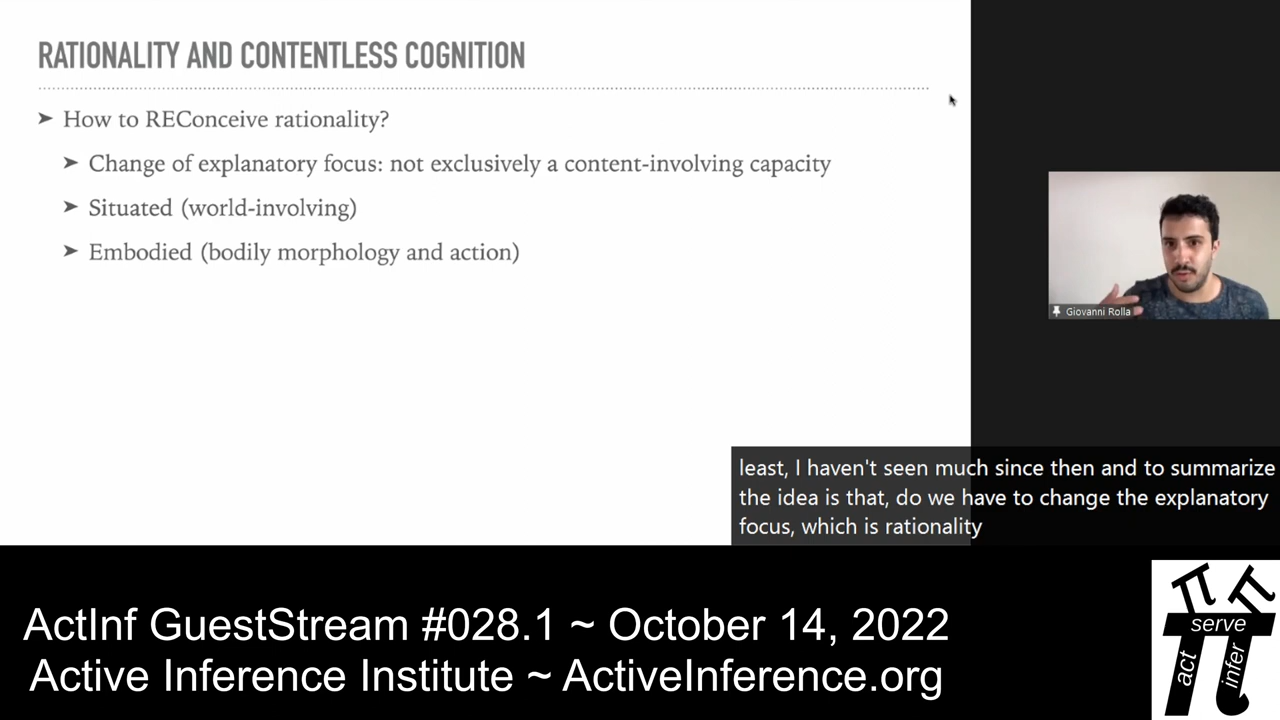 RATIONALITY AND CONTENTLESS COGNITION
➤ How to REConceive rationality?
➤ Change of explanatory focus: not exclusively a content-involving capacity
➤ Situated (world-involving)
➤ Embodied (bodily morphology and action)
Giovanni Rolla
least, I haven't seen much since then and to summarize
the idea is that, do we have to change the explanatory
focus, which is rationality
ActInf GuestStream #028.1 ~ October 14, 2022
Active Inference Institute ~ ActiveInference.org
serve
act
infer